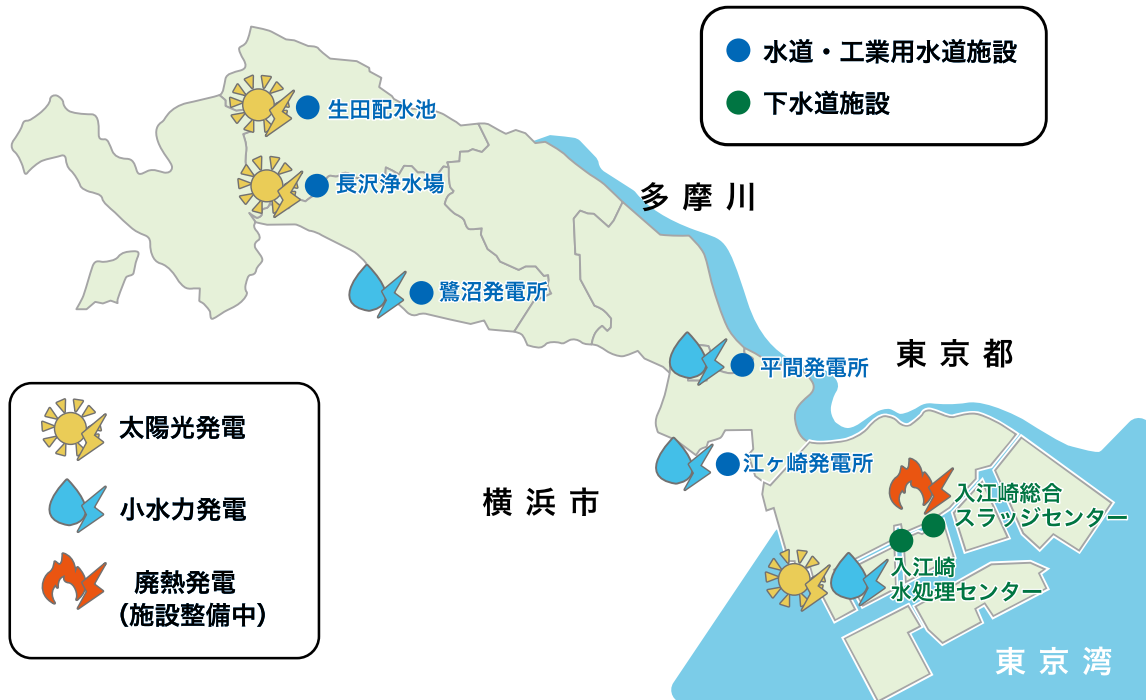 水道・工業用水道施設
下水道施設
生田配水池
長沢浄水場
多摩川
鷺沼発電所
東京都
平間発電所
太陽光発電
小水力発電
廃熱発電
(施設整備中)
江ヶ崎発電所
横浜市
入江崎総合
スラッジセンター
入江崎
水処理センター
東京湾